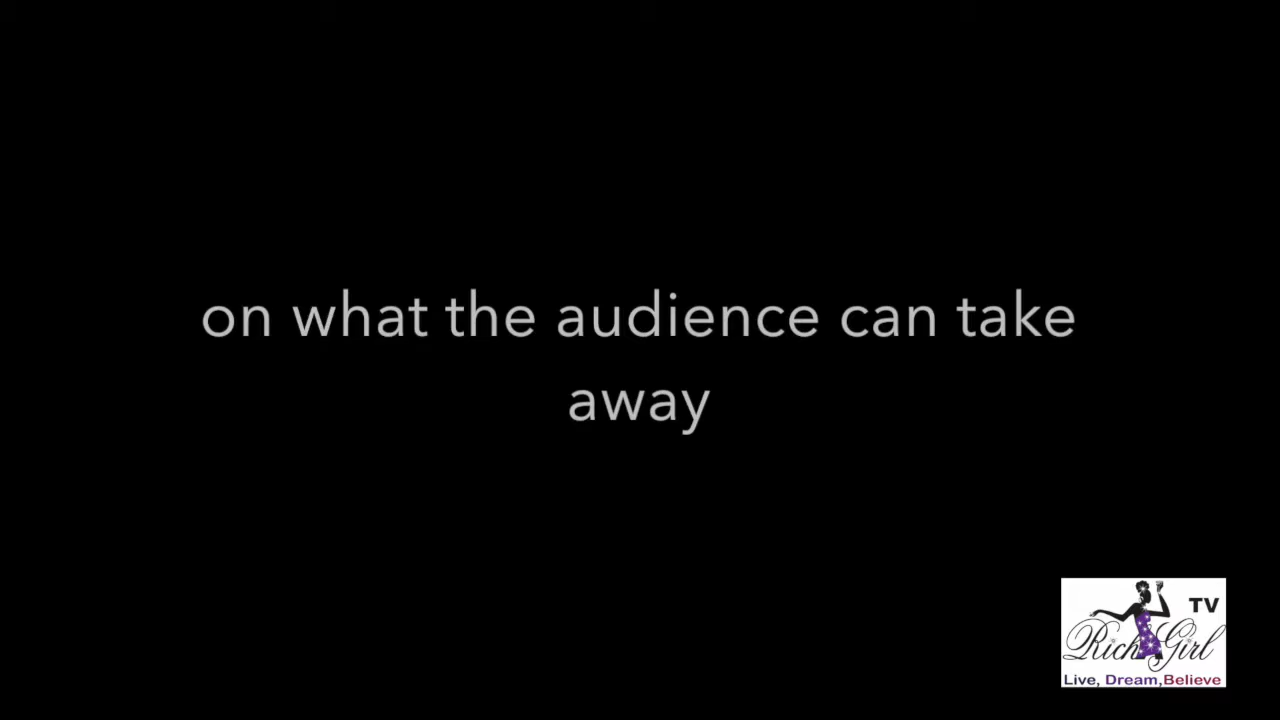 on what the audience can take
away
TV
Rich Girl
Live, Dream,Believe